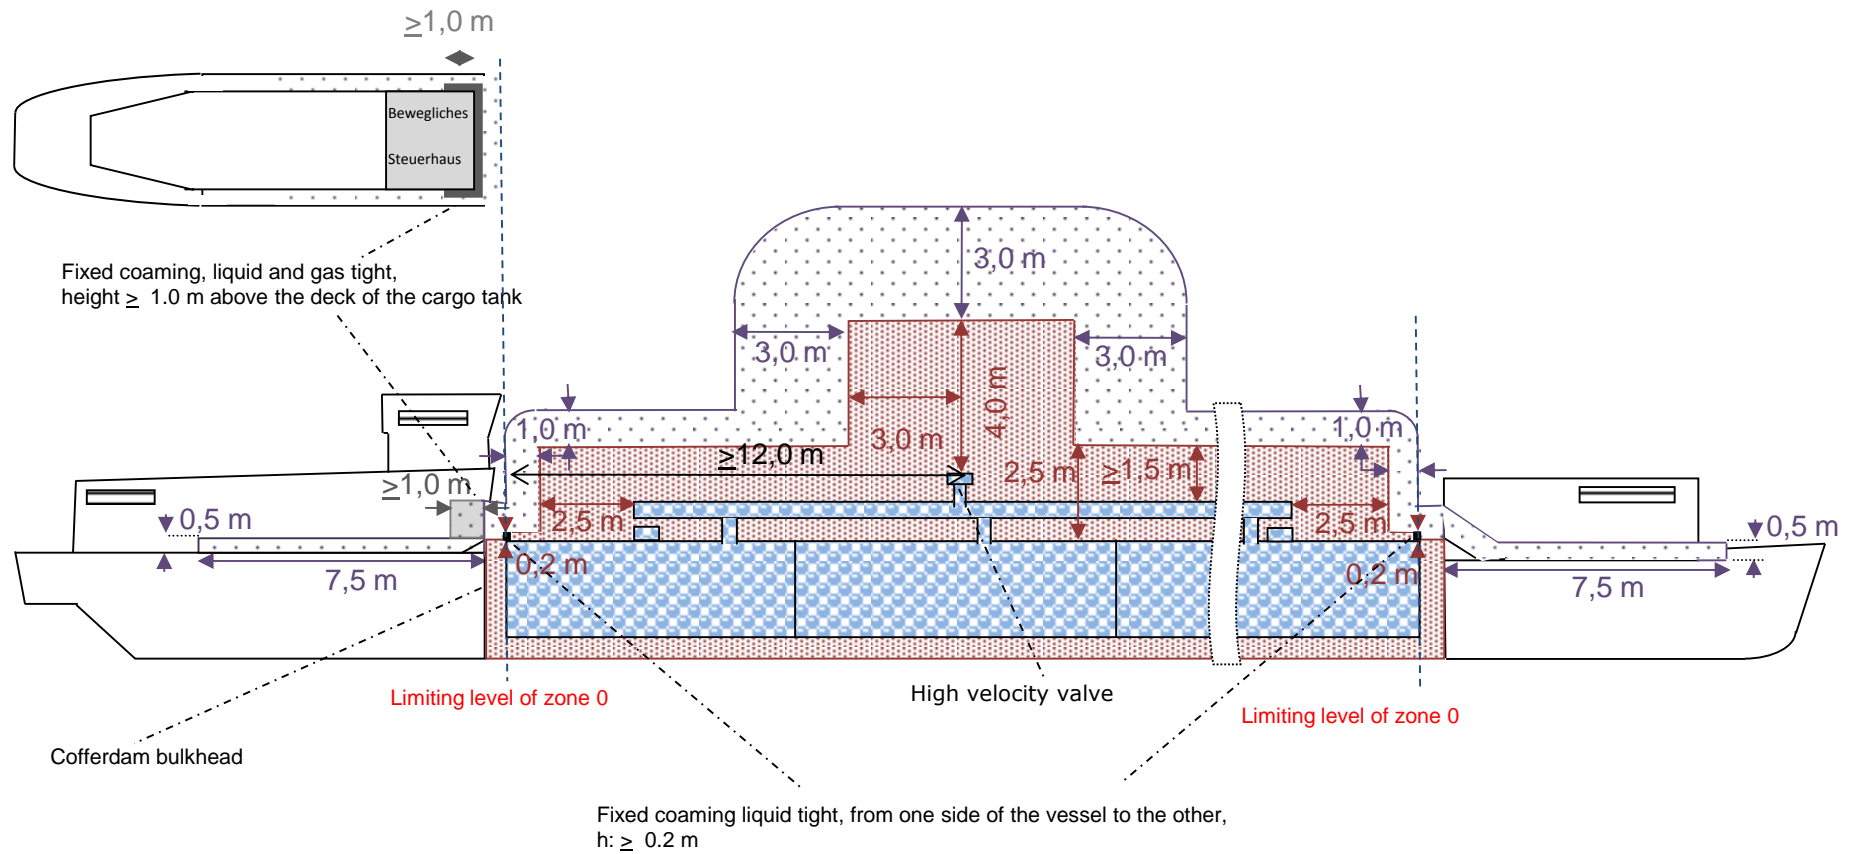 ≥1,0 m
Bewegliches
Steuerhaus
Fixed coaming, liquid and gas tight,
height ≥ 1.0 m above the deck of the cargo tank
3,0 m
3,0 m
3,0 m
4,0 m
3,0 m
1,0 m
1,0 m
≥12,0 m
2,5 m
≥1,5 m
≥1,0 m
0,5 m
2,5 m
2,5 m
0,5 m
7,5 m
0,2 m
0,2 m
7,5 m
Limiting level of zone 0
High velocity valve
Limiting level of zone 0
Cofferdam bulkhead
Fixed coaming liquid tight, from one side of the vessel to the other,
h: ≥ 0.2 m